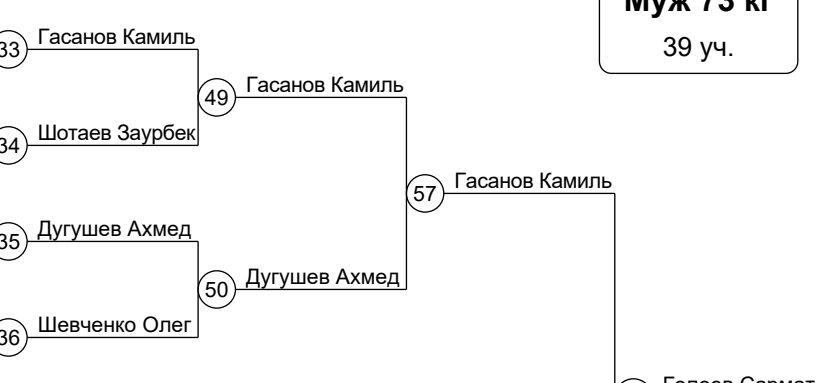 Муж 73 кг
39 уч.
33 Гасанов Камиль
49 Гасанов Камиль
34 Шотаев Заурбек
57 Гасанов Камиль
35 Дугушев Ахмед
50 Дугушев Ахмед
36 Шевченко Олег